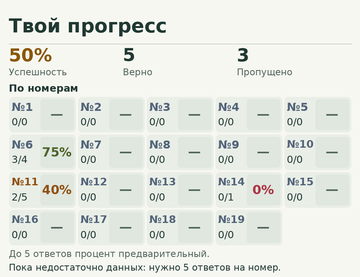 Твой прогресс
50% 5 3
Успешность Верно Пропущено
По номерам
№1 — №2 — №3 — №4 — №5 —
0/0 0/0 0/0 0/0 0/0
№6 75% №7 — №8 — №9 — №10 —
3/4 0/0 0/0 0/0 0/0
№11 40% №12 — №13 — №14 0% №15 —
2/5 0/0 0/0 0/1 0/0
№16 — №17 — №18 — №19 —
0/0 0/0 0/0 0/0
До 5 ответов процент предварительный.
Пока недостаточно данных: нужно 5 ответов на номер.